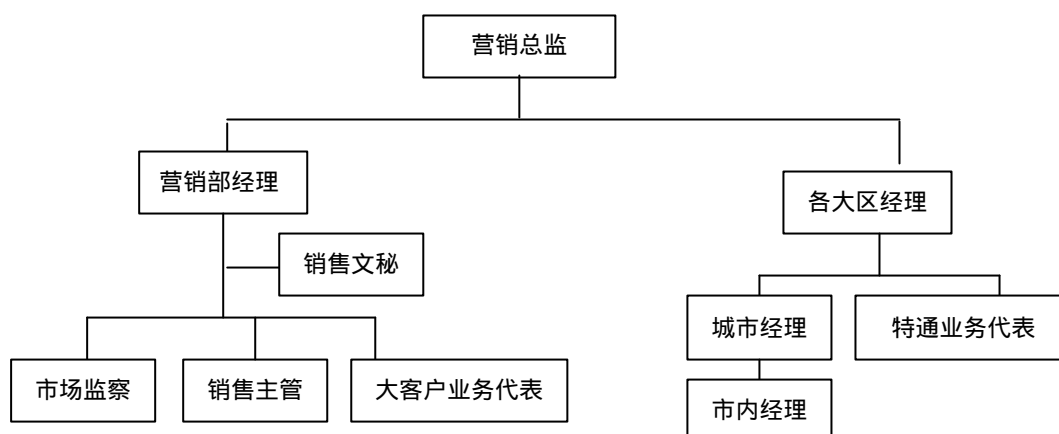 营销总监
营销部经理
各大区经理
销售文秘
城市经理
特通业务代表
市场监察
销售主管
大客户业务代表
市内经理